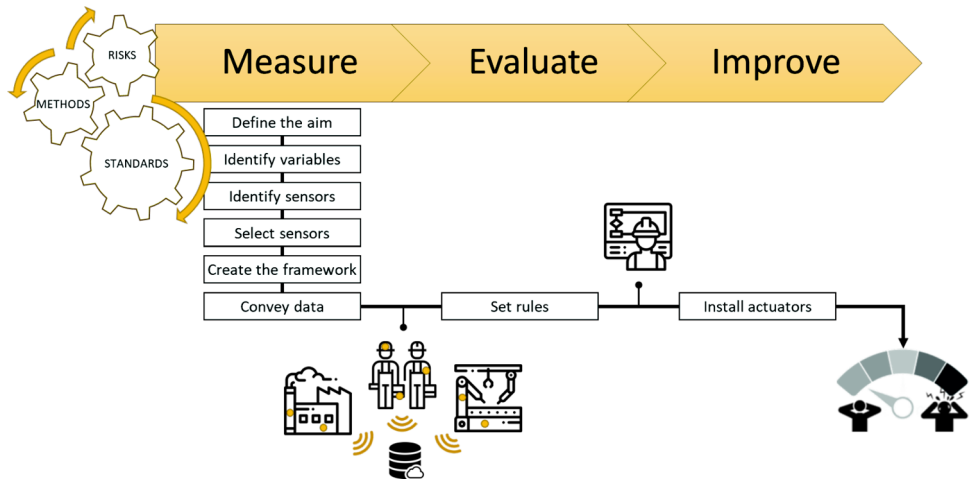 RISKS
METHODS
STANDARDS
Measure
Evaluate
Improve
Define the aim
Identify variables
Identify sensors
Select sensors
Create the framework
Convey data
Set rules
Install actuators